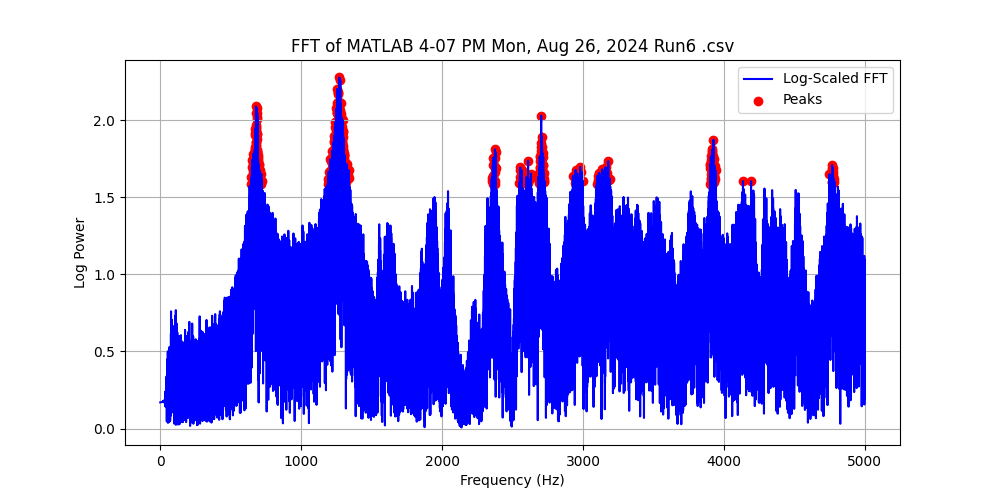 FFT of MATLAB 4-07 PM Mon, Aug 26, 2024 Run6 .csv
Log-Scaled FFT
Peaks
2.0
1.5
1.0
0.5
0.0
Log Power
0 1000 2000 3000 4000 5000
Frequency (Hz)